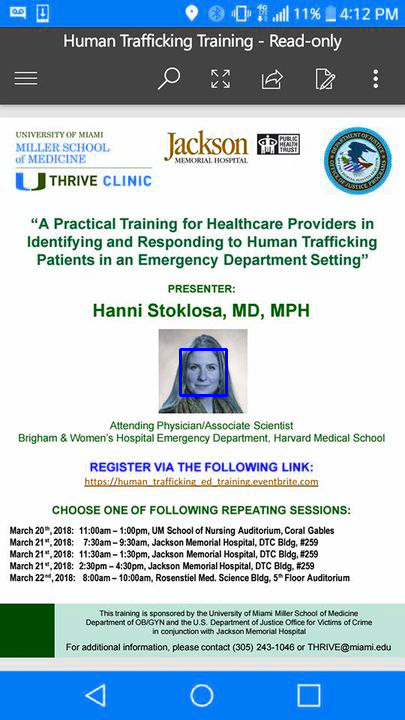 11% 4:12 PM
Human Trafficking Training - Read-only
UNIVERSITY OF MIAMI
MILLER SCHOOL
of MEDICINE
U THRIVE CLINIC
Jackson
MEMORIAL HOSPITAL
PUBLIC
HEALTH
TRUST
DEPARTMENT OF JUSTICE
OFFICE OF JUSTICE PROGRAMS
“A Practical Training for Healthcare Providers in
Identifying and Responding to Human Trafficking
Patients in an Emergency Department Setting”
PRESENTER:
Hanni Stoklosa, MD, MPH
Attending Physician/Associate Scientist
Brigham & Women’s Hospital Emergency Department, Harvard Medical School
REGISTER VIA THE FOLLOWING LINK:
https://human_trafficking_ed_training.eventbrite.com
CHOOSE ONE OF FOLLOWING REPEATING SESSIONS:
March 20th, 2018: 11:00am – 1:00pm, UM School of Nursing Auditorium, Coral Gables
March 21st, 2018: 7:30am – 9:30am, Jackson Memorial Hospital, DTC Bldg, #259
March 21st, 2018: 11:30am – 1:30pm, Jackson Memorial Hospital, DTC Bldg, #259
March 21st, 2018: 2:30pm – 4:30pm, Jackson Memorial Hospital, DTC Bldg, #259
March 22nd, 2018: 8:00am – 10:00am, Rosenstiel Med. Science Bldg, 5th Floor Auditorium
This training is sponsored by the University of Miami Miller School of Medicine
Department of OB/GYN and the U.S. Department of Justice Office for Victims of Crime
in conjunction with Jackson Memorial Hospital
For additional information, please contact (305) 243-1046 or THRIVE@miami.edu